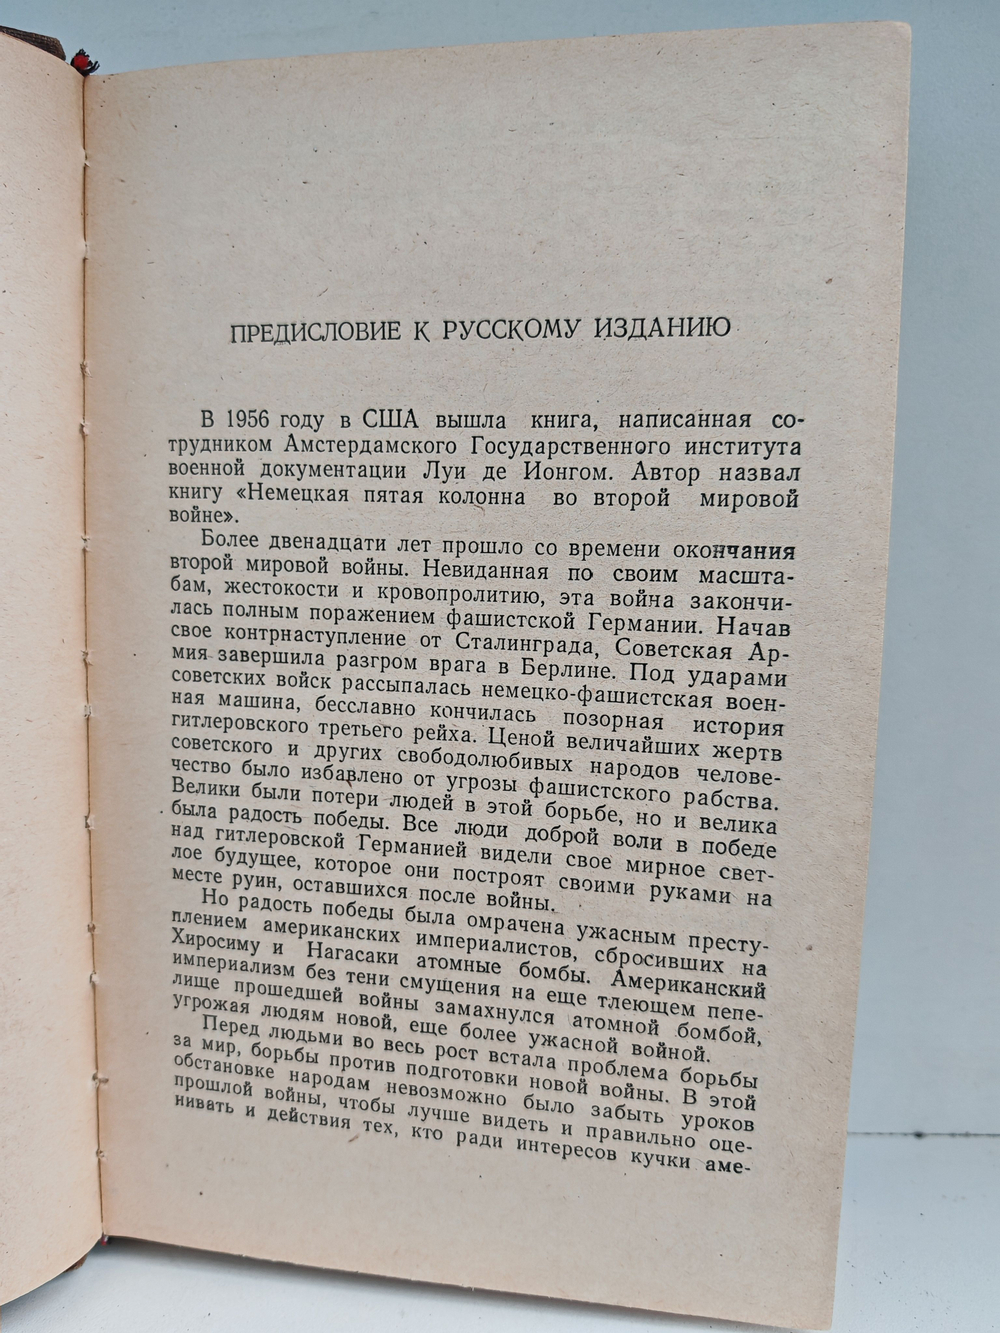 ПРЕДИСЛОВИЕ К РУССКОМУ ИЗДАНИЮ
В 1956 году в США вышла книга, написанная со-
трудником Амстердамского Государственного института
военной документации Луи де Ионгом. Автор назвал
книгу «Немецкая пятая колонна во второй мировой
войне».
Более двенадцати лет прошло со времени окончания
второй мировой войны. Невиданная по своим масшта-
бам, жестокости и кровопролитию, эта война закончи-
лась полным поражением фашистской Германии. Начав
свое контрнаступление от Сталинграда, Советская Ар-
мия завершила разгром врага в Берлине. Под ударами
советских войск рассыпалась немецко-фашистская воен-
ная машина, бесславно кончилась позорная история
гитлеровского третьего рейха. Ценой величайших жертв
советского и других свободолюбивых народов челове-
чество было избавлено от угрозы фашистского рабства.
Велики были потери людей в этой борьбе, но и велика
была радость победы. Все люди доброй воли в победе
над гитлеровской Германией видели свое мирное свет-
лое будущее, которое они построят своими руками на
месте руин, оставшихся после войны.
Но радость победы была омрачена ужасным престу-
плением американских империалистов, сбросивших на
Хиросиму и Нагасаки атомные бомбы. Американский
империализм без тени смущения на еще тлеющем пепе-
лище прошедшей войны замахнулся атомной бомбой,
угрожая людям новой, еще более ужасной войной.
Перед людьми во весь рост встала проблема борьбы
за мир, борьбы против подготовки новой войны. В этой
обстановке народам невозможно было забыть уроков
прошлой войны, чтобы лучше видеть и правильно оце-
нивать и действия тех, кто ради интересов кучки аме-